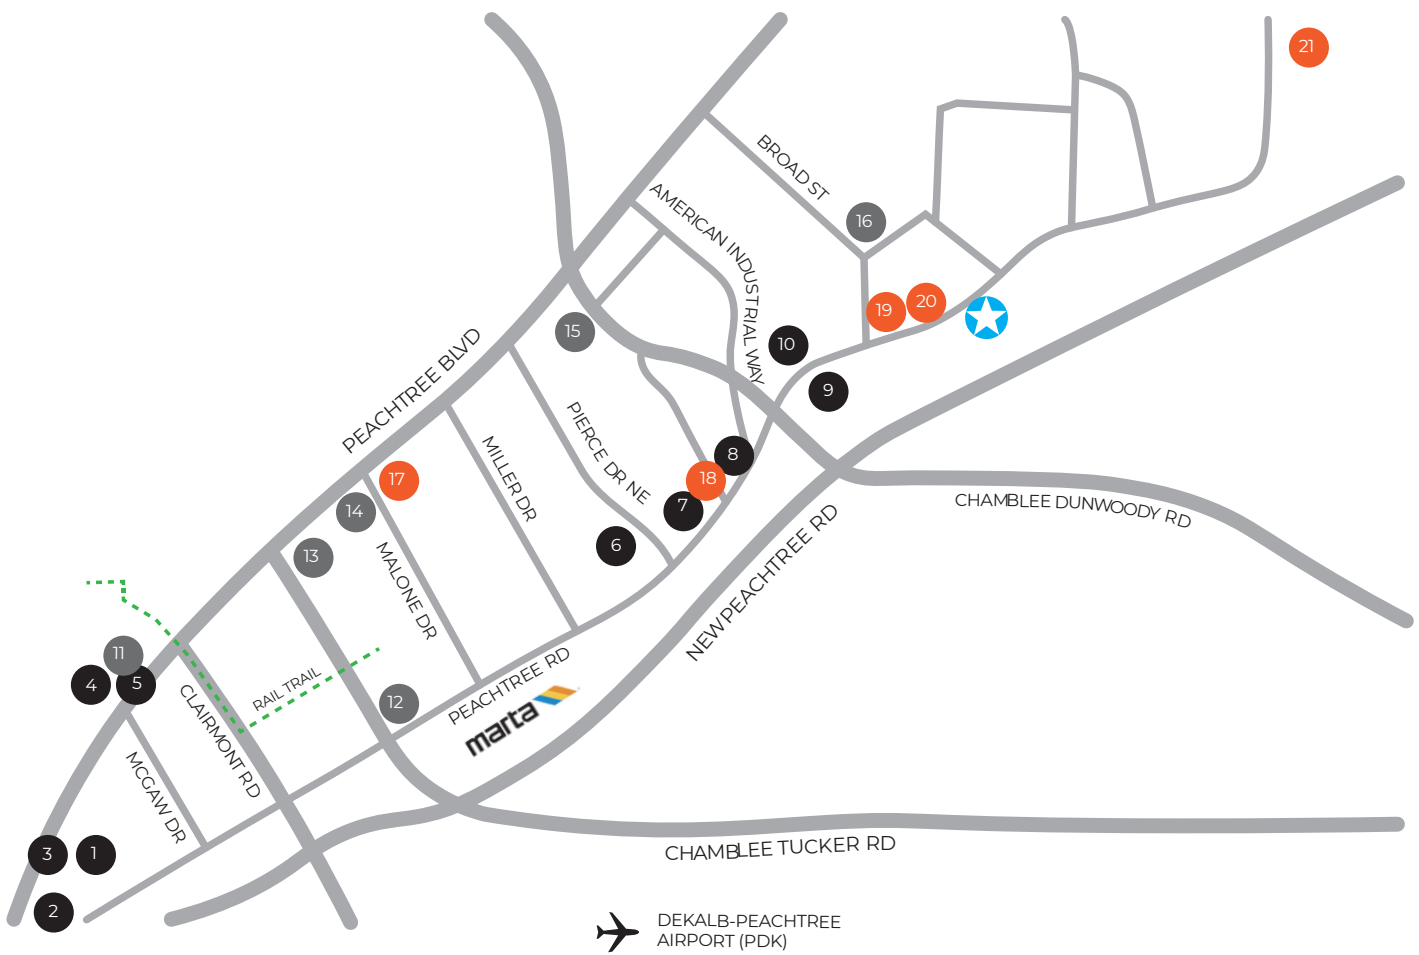 21
BROAD ST
AMERICAN INDUSTRIAL WAY
16
19
20
15
10
9
PEACHTREE BLVD
PIERCE DR NE
MILLER DR
8
18
17
7
14
6
13
MALONE DR
CHAMBLEE DUNWOODY RD
NEW PEACHTREE RD
11
4
5
RAIL TRAIL
CLAIRMONT RD
12
PEACHTREE RD
marta
MCGAW DR
3
1
CHAMBLEE TUCKER RD
2
DEKALB-PEACHTREE
AIRPORT (PDK)